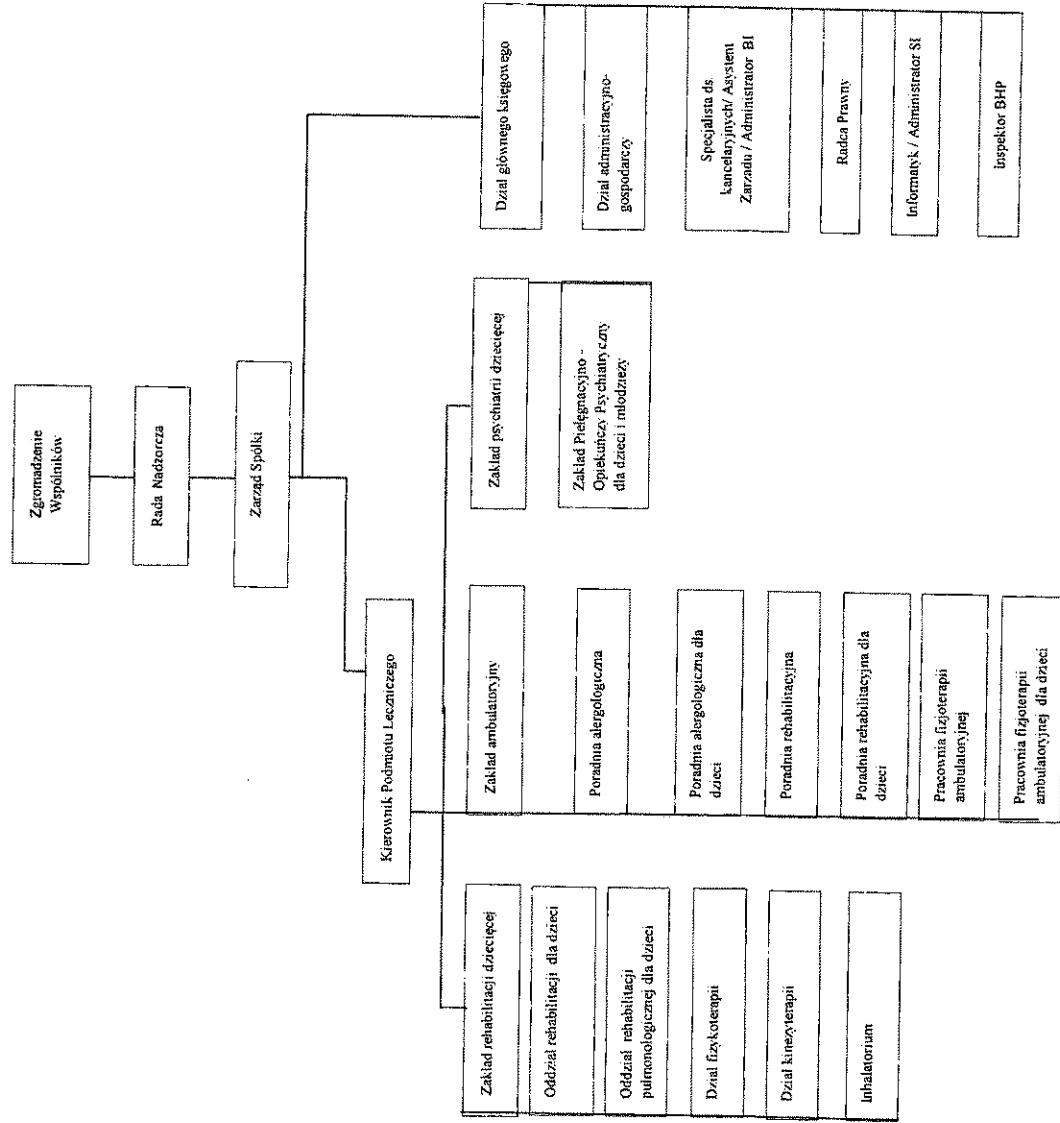 Zgromadzenie
Wspólników
Rada Nadzorcza
Zarząd Spółki
Kierownik Podmiotu Leczniczego
Zakład rehabilitacji dziecięcej
Oddział rehabilitacji dla dzieci
Oddział rehabilitacji
pulmonologicznej dla dzieci
Dział fizykoterapii
Dział kinezyterapii
Inhalatorium
Zakład ambulatoryjny
Poradnia alergologiczna
Poradnia alergologiczna dla
dzieci
Poradnia rehabilitacyjna
Poradnia rehabilitacyjna dla
dzieci
Pracownia fizjoterapii
ambulatoryjnej
Pracownia fizjoterapii
ambulatoryjnej dla dzieci
Zakład psychiatrii dziecięcej
Zakład Pielęgnacyjno -
Opiekuńczy Psychiatryczny
dla dzieci i młodzieży
Dział głównego księgowego
Dział administracyjno-
gospodarczy
Specjalista ds.
kancelaryjnych/ Asystent
Zarzadu / Administrator BI
Radca Prawny
Informatyk / Administrator SI
Inspektor BHP